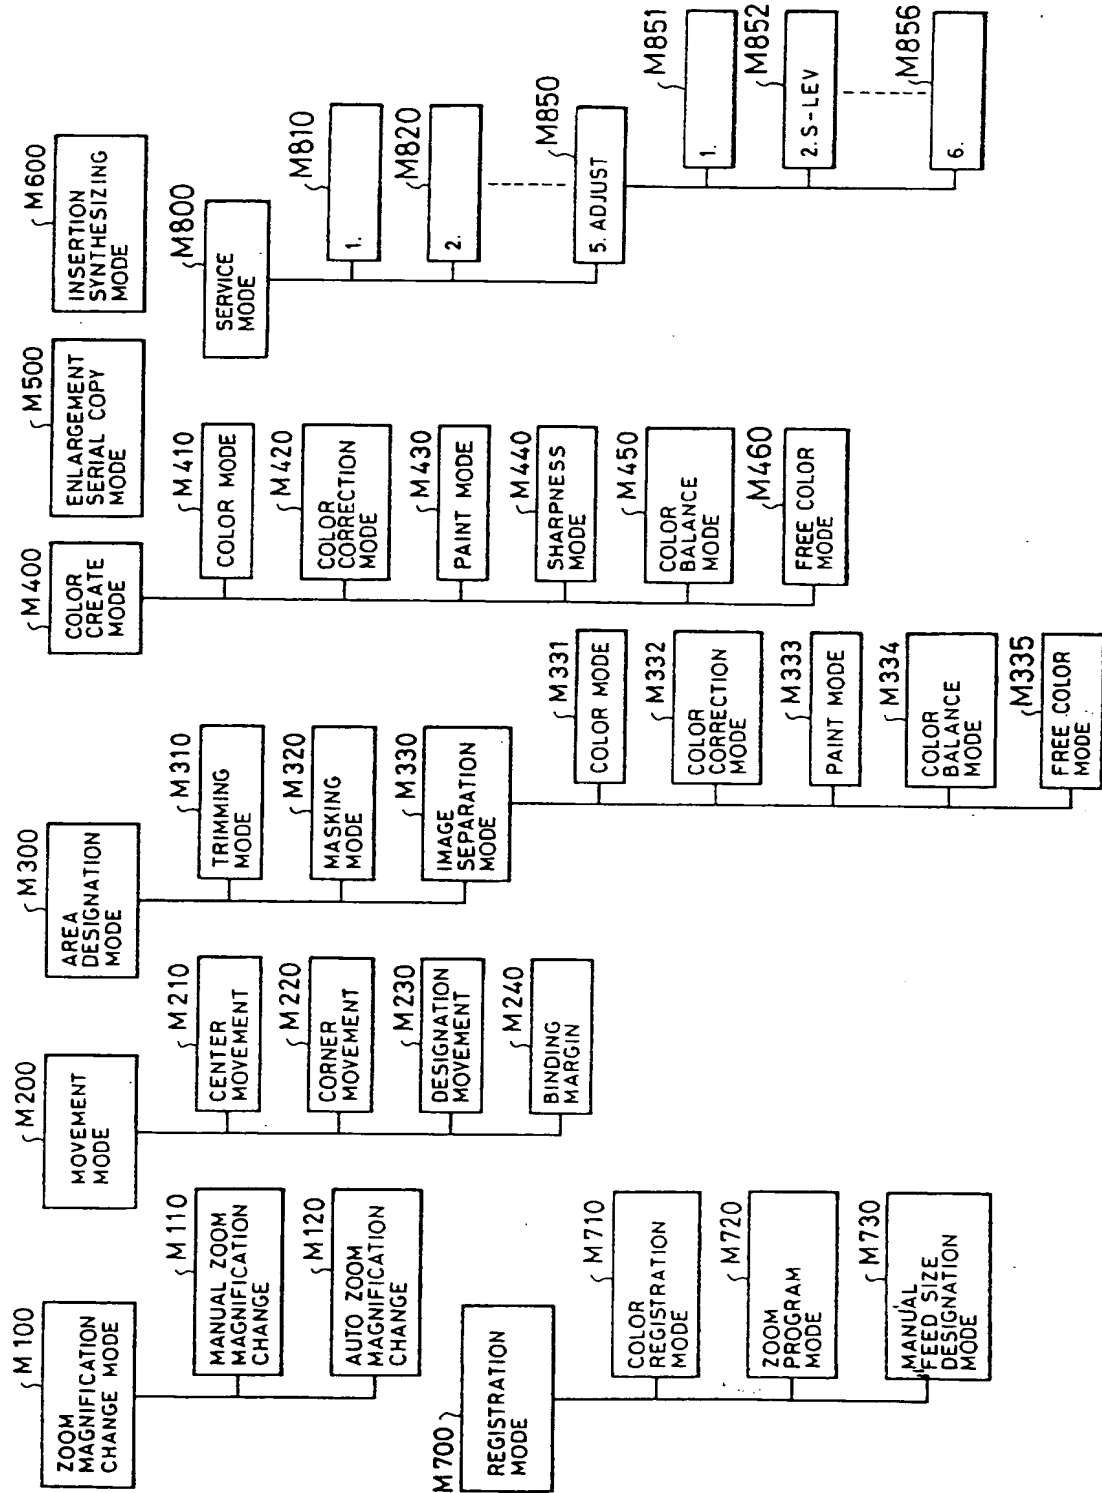 M100
ZOOM
MAGNIFICATION
CHANGE MODE
M110
MANUAL ZOOM
MAGNIFICATION
CHANGE
M120
AUTO ZOOM
MAGNIFICATION
CHANGE
M200
MOVEMENT
MODE
M210
CENTER
MOVEMENT
M220
CORNER
MOVEMENT
M230
DESIGNATION
MOVEMENT
M240
BINDING
MARGIN
M300
AREA
DESIGNATION
MODE
M310
TRIMMING
MODE
M320
MASKING
MODE
M330
IMAGE
SEPARATION
MODE
M331
COLOR MODE
M332
COLOR
CORRECTION
MODE
M333
PAINT MODE
M334
COLOR
BALANCE
MODE
M335
FREE COLOR
MODE
M400
COLOR
CREATE
MODE
M410
COLOR MODE
M420
COLOR
CORRECTION
MODE
M430
PAINT MODE
M440
SHARPNESS
MODE
M450
COLOR
BALANCE
MODE
M460
FREE COLOR
MODE
M500
ENLARGEMENT
SERIAL COPY
MODE
M600
INSERTION
SYNTHESIZING
MODE
M700
REGISTRATION
MODE
M710
COLOR
REGISTRATION
MODE
M720
ZOOM
PROGRAM
MODE
M730
MANUAL
FEED SIZE
DESIGNATION
MODE
M800
SERVICE
MODE
M810
1.
M820
2.
M850
5. ADJUST
M851
1.
M852
2. S-LEV
M856
6.